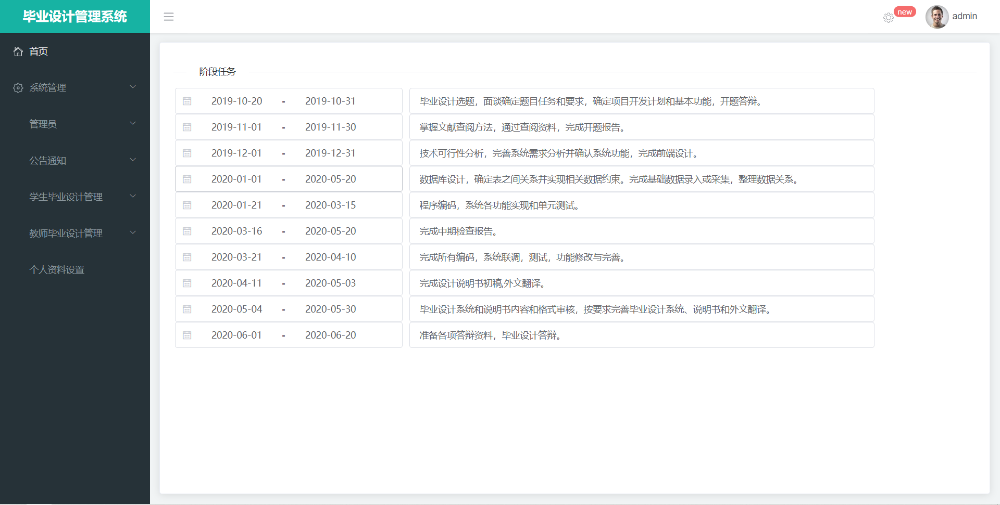 毕业设计管理系统
new
admin
首页
系统管理
管理员
公告通知
学生毕业设计管理
教师毕业设计管理
个人资料设置
阶段任务
2019-10-20 - 2019-10-31 毕业设计选题，面谈确定题目任务和要求，确定项目开发计划和基本功能，开题答辩。
2019-11-01 - 2019-11-30 掌握文献查阅方法，通过查阅资料，完成开题报告。
2019-12-01 - 2019-12-31 技术可行性分析，完善系统需求分析并确认系统功能，完成前端设计。
2020-01-01 - 2020-05-20 数据库设计，确定表之间关系并实现相关数据约束。完成基础数据录入或采集，整理数据关系。
2020-01-21 - 2020-03-15 程序编码，系统各功能实现和单元测试。
2020-03-16 - 2020-05-20 完成中期检查报告。
2020-03-21 - 2020-04-10 完成所有编码，系统联调，测试，功能修改与完善。
2020-04-11 - 2020-05-03 完成设计说明书初稿,外文翻译。
2020-05-04 - 2020-05-30 毕业设计系统和说明书内容和格式审核，按要求完善毕业设计系统、说明书和外文翻译。
2020-06-01 - 2020-06-20 准备各项答辩资料，毕业设计答辩。